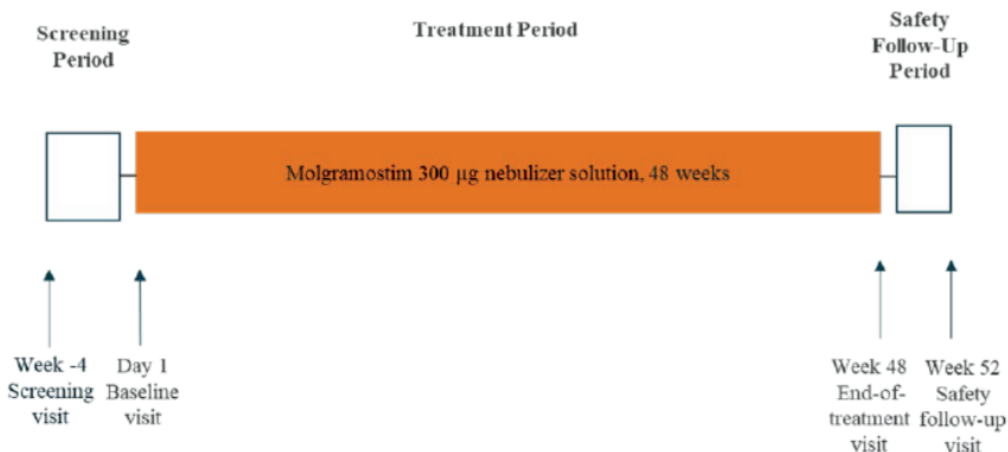 Screening
Period
Treatment Period
Safety
Follow-Up
Period
Molgramostim 300 µg nebulizer solution, 48 weeks
Week -4
Screening
visit
Day 1
Baseline
visit
Week 48
End-of-
treatment
visit
Week 52
Safety
follow-up
visit